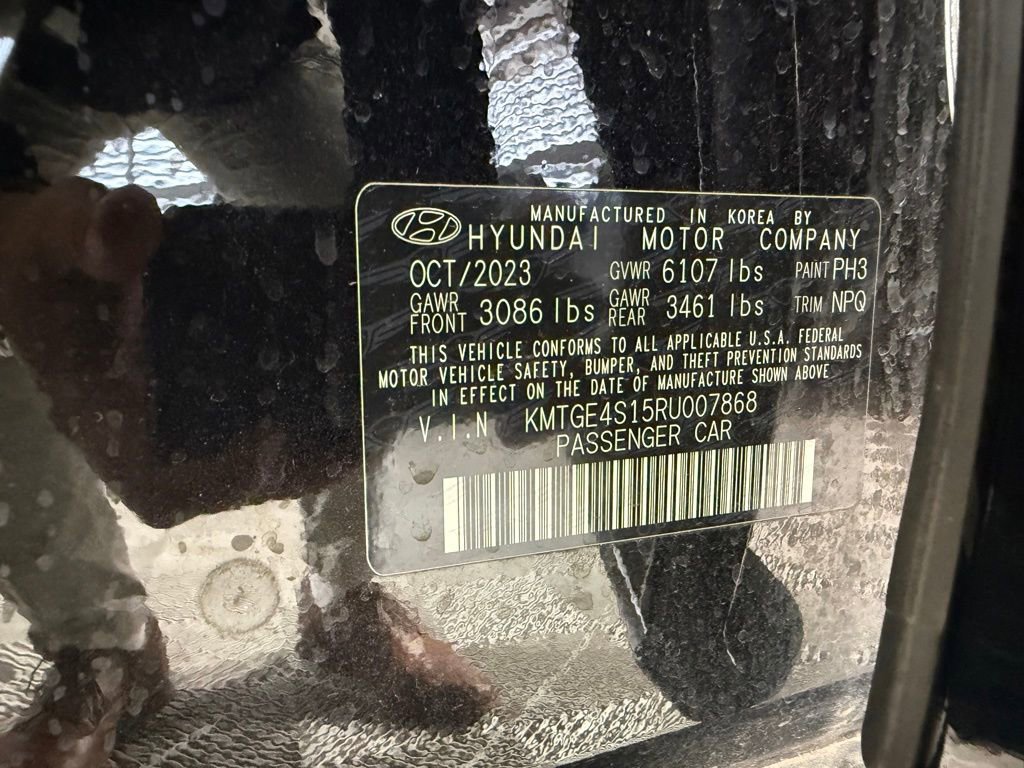 MANUFACTURED IN KOREA BY
HYUNDAI MOTOR COMPANY
OCT/2023 GVWR 6107 lbs PAINT PH3
GAWR FRONT 3086 lbs GAWR REAR 3461 lbs TRIM NPQ
THIS VEHICLE CONFORMS TO ALL APPLICABLE U.S.A. FEDERAL
MOTOR VEHICLE SAFETY, BUMPER, AND THEFT PREVENTION STANDARDS
IN EFFECT ON THE DATE OF MANUFACTURE SHOWN ABOVE
V.I.N KMTGE4S15RU007868
PASSENGER CAR